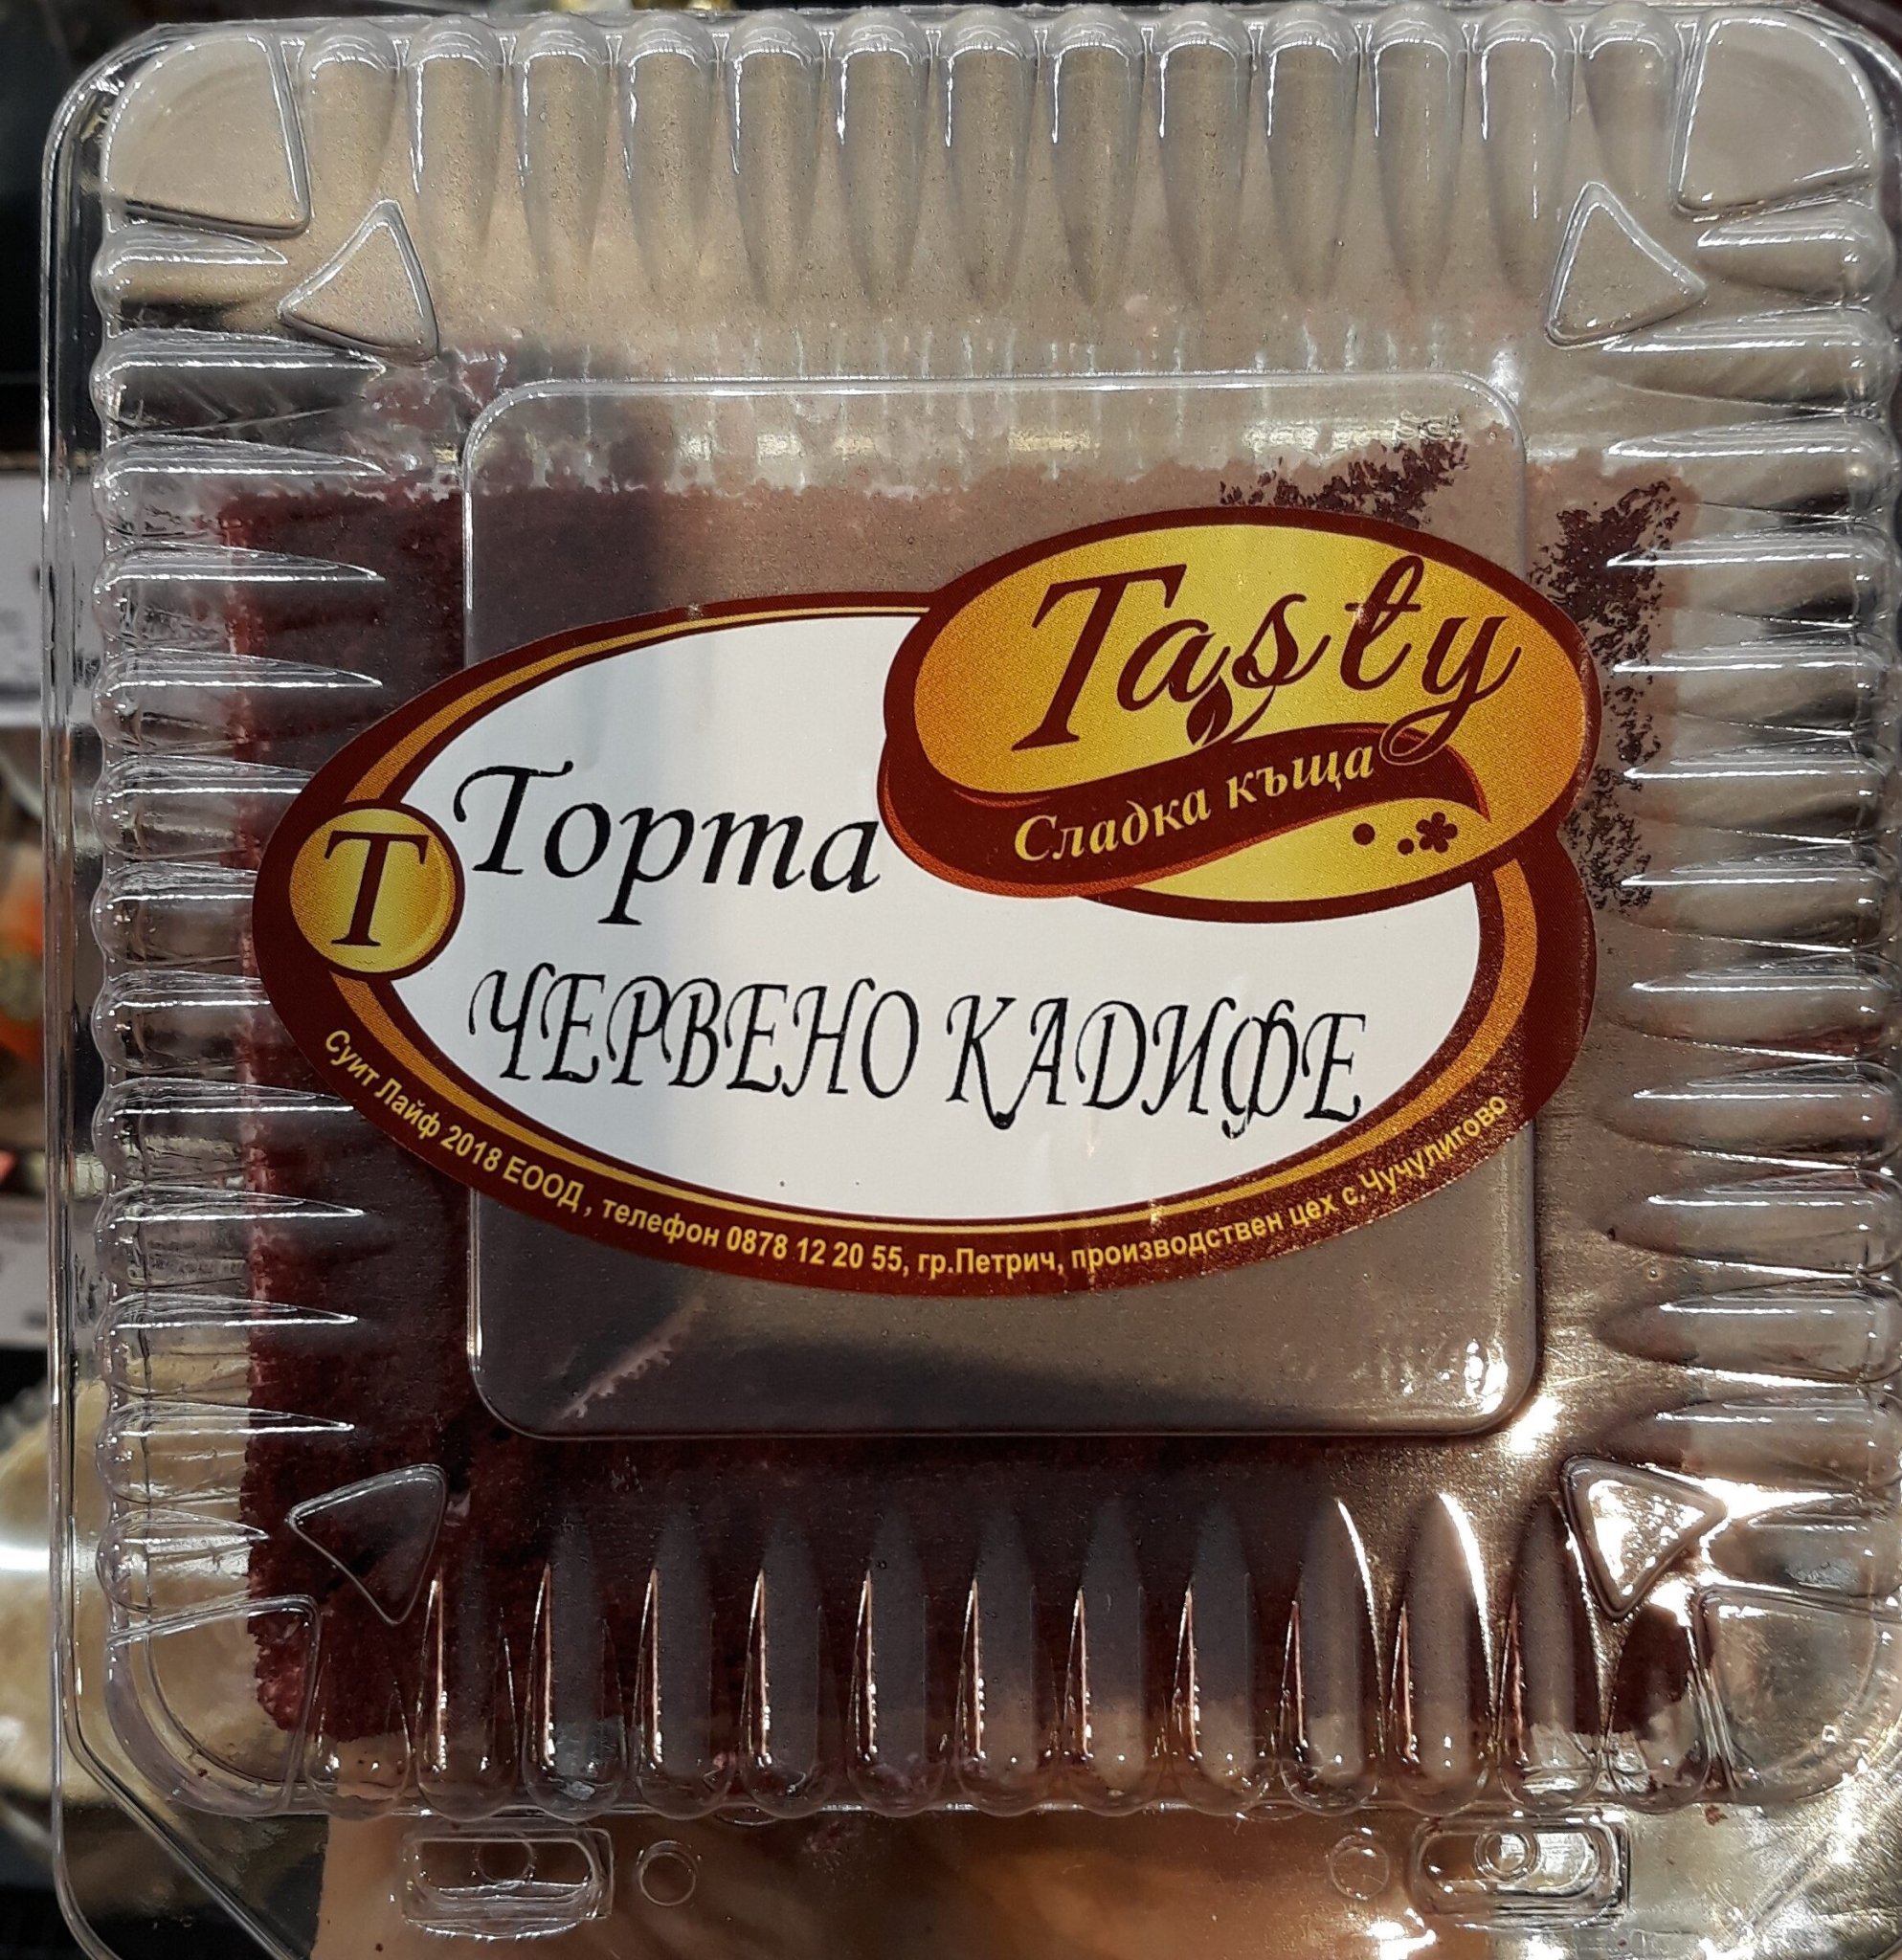 Tasty
Сладка къща
T
Торта
ЧЕРВЕНО КАДИФЕ
Суит Лайф 2018 ЕООД , телефон 0878 12 20 55, гр.Петрич, производствен цех с.Чучулигово